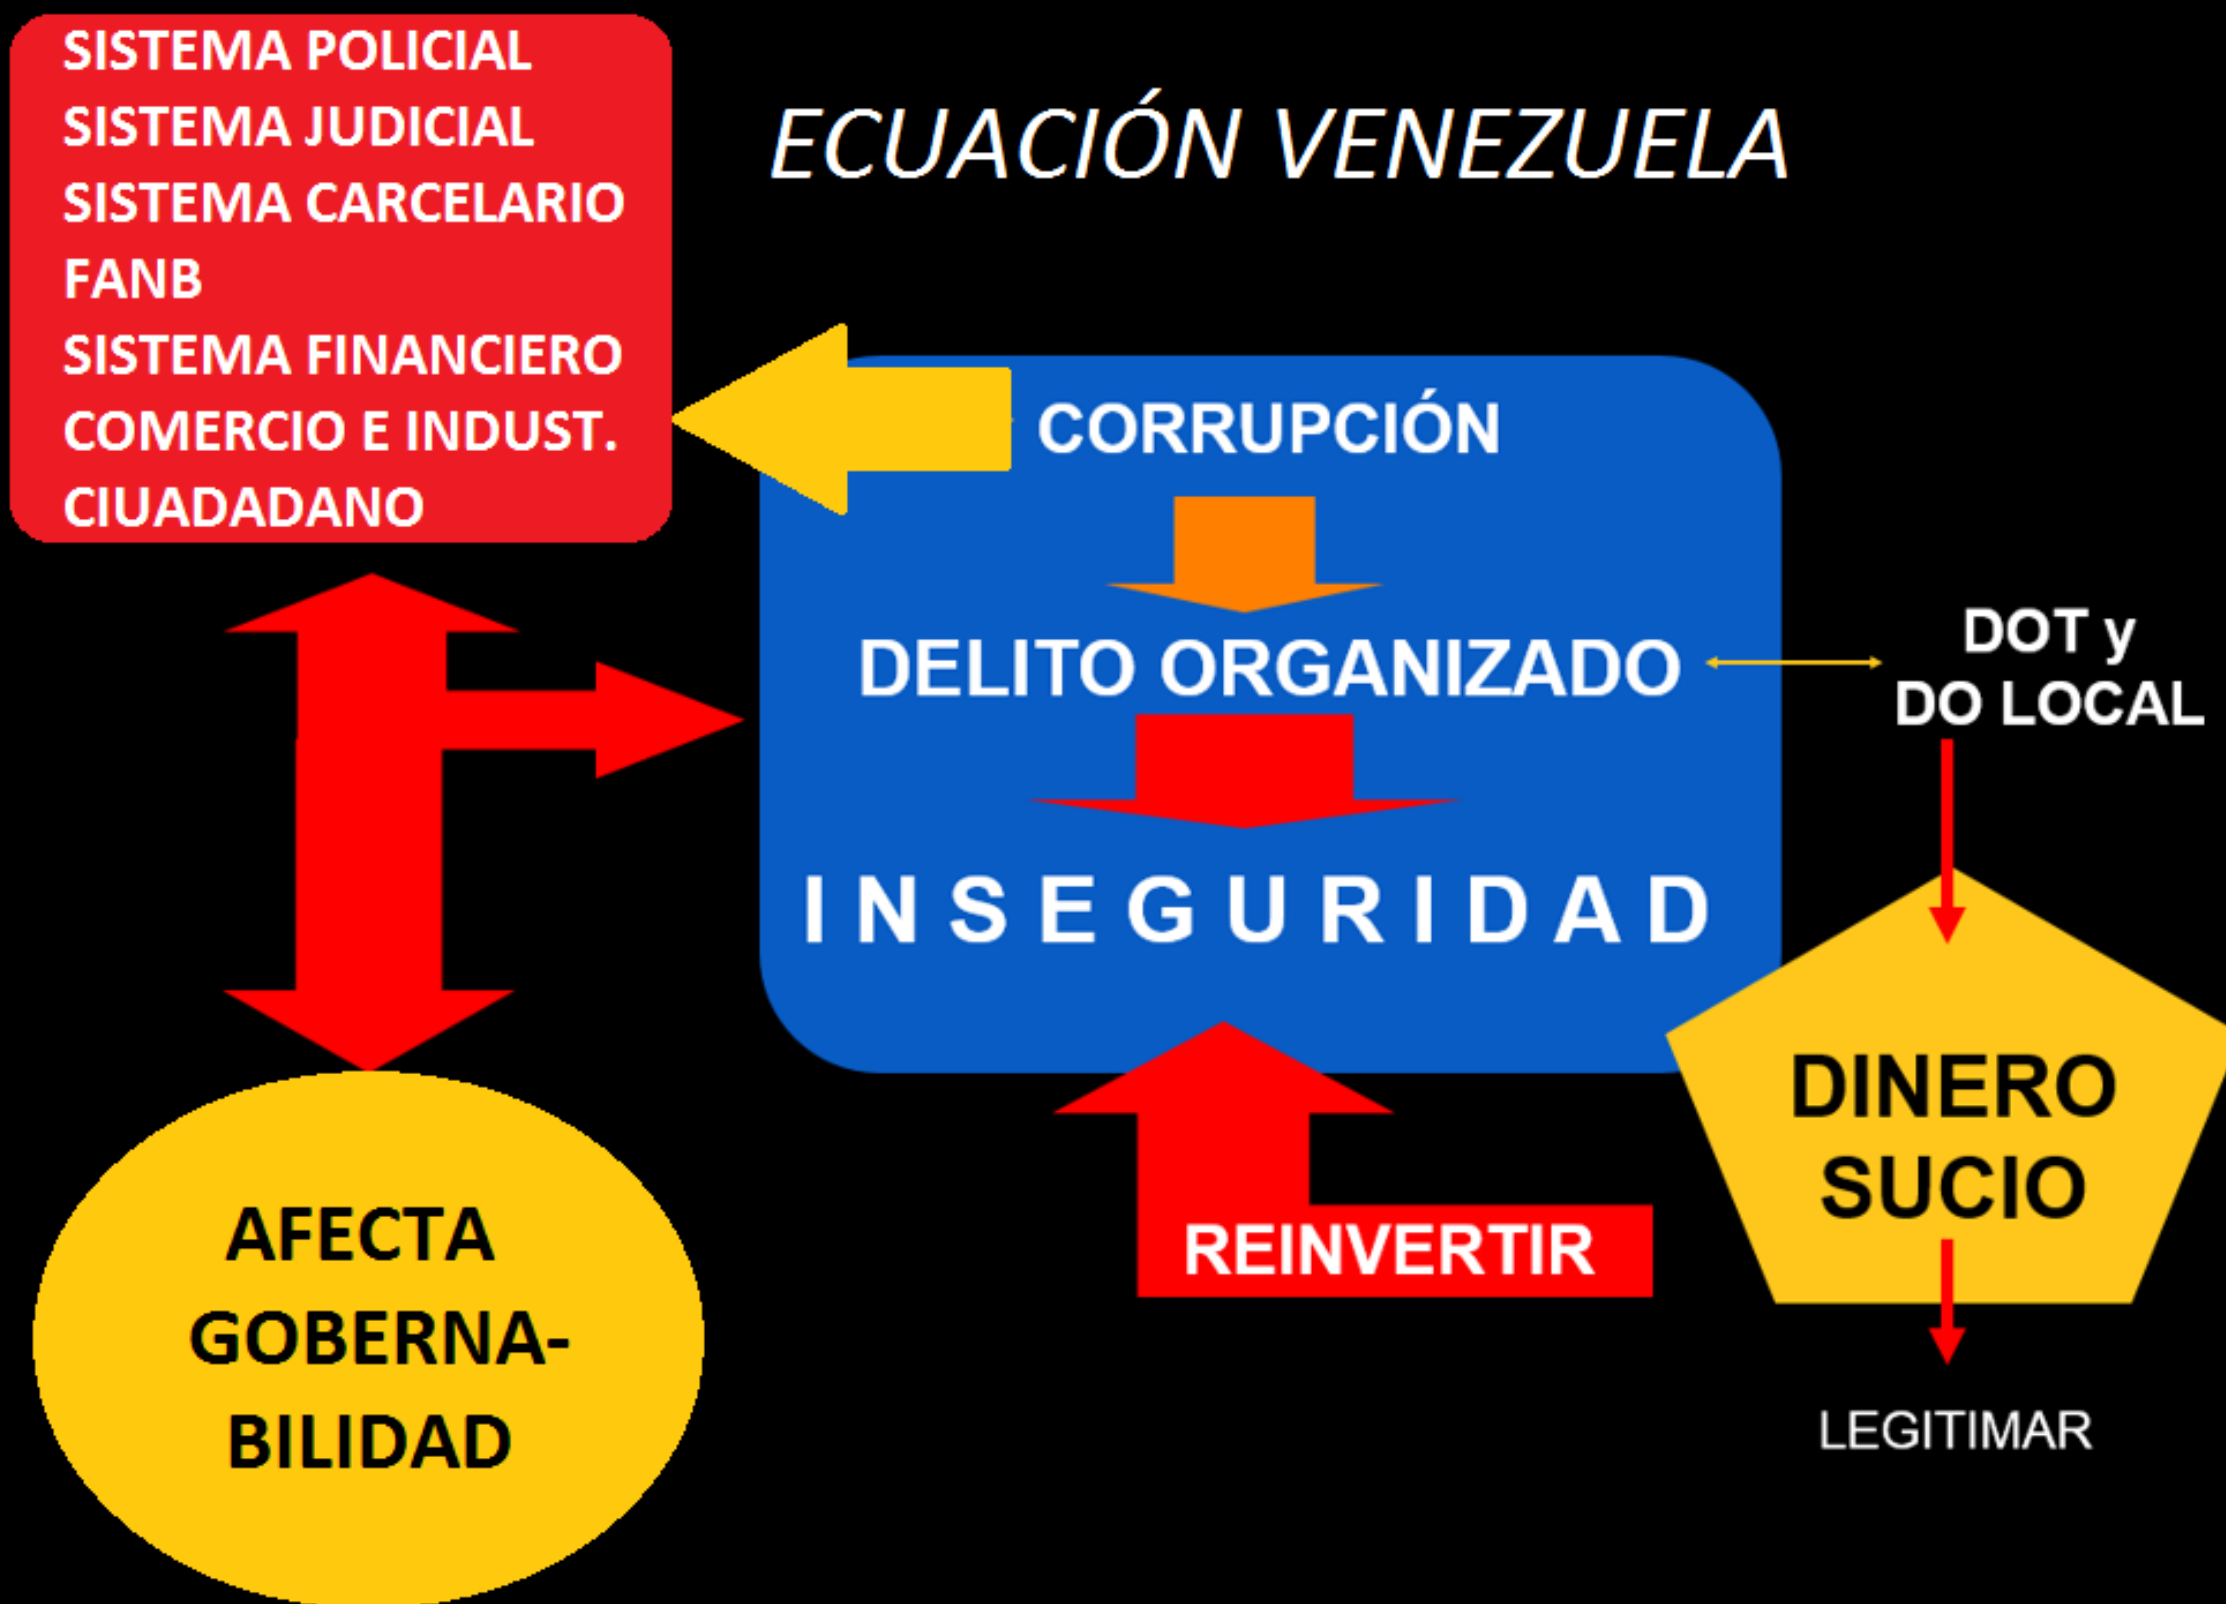 SISTEMA POLICIAL
SISTEMA JUDICIAL
SISTEMA CARCELARIO
FANB
SISTEMA FINANCIERO
COMERCIO E INDUST.
CIUADADANO
ECUACIÓN VENEZUELA
CORRUPCIÓN
DELITO ORGANIZADO
INSEGURIDAD
DOT y
DO LOCAL
DINERO
SUCIO
REINVERTIR
LEGITIMAR
AFECTA
GOBERNA-
BILIDAD